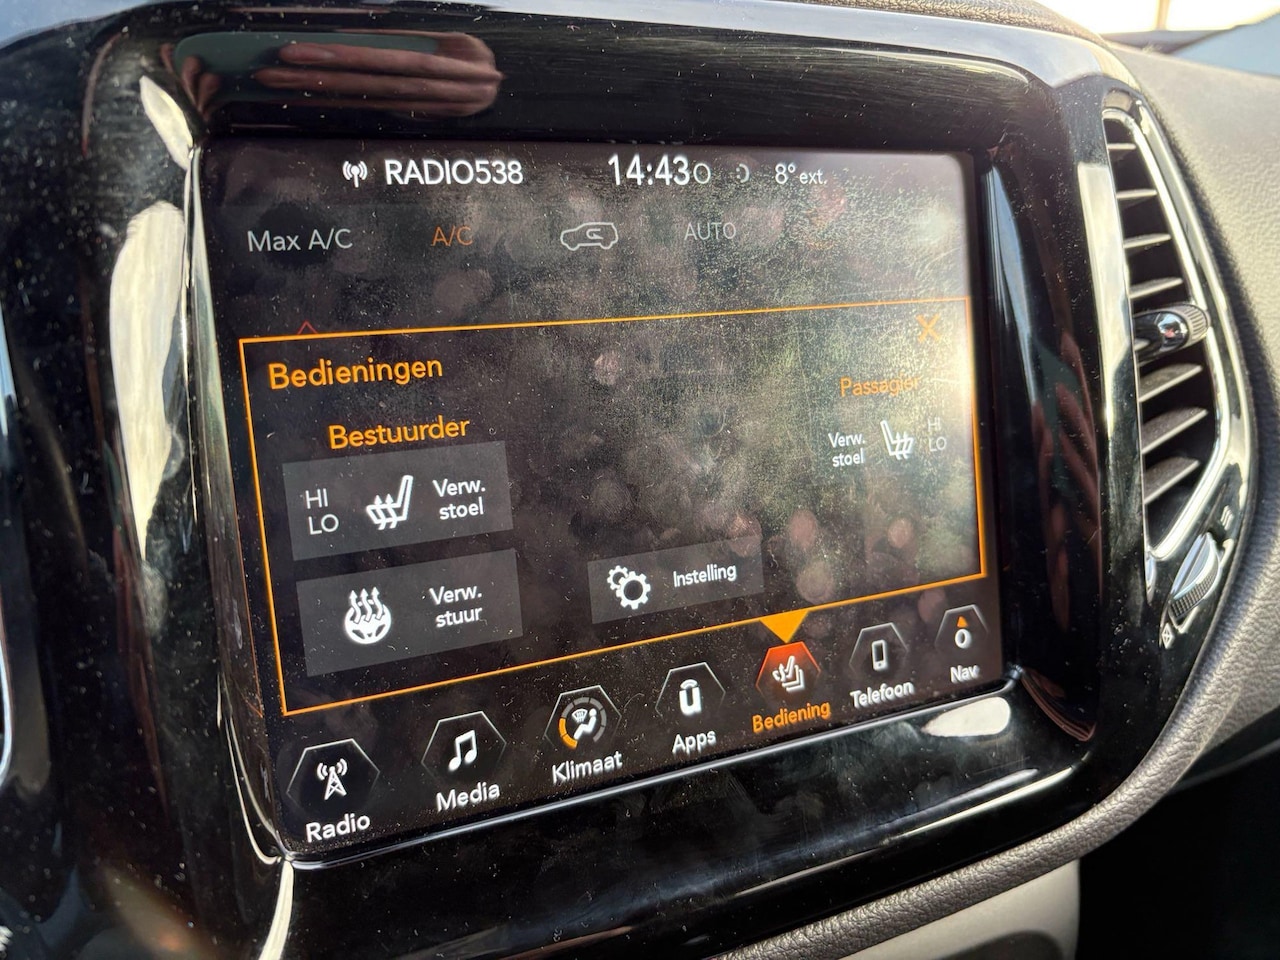 RADIO538 14:43 O 8° ext.
Max A/C A/C AUTO
Bedieningen
Bestuurder
Passagier
HI
LO
Verw.
stoel
Verw.
stoel
HI
LO
Verw.
stuur
Instelling
Radio
Media
Klimaat
Apps
Bediening
Telefoon
O
Nav